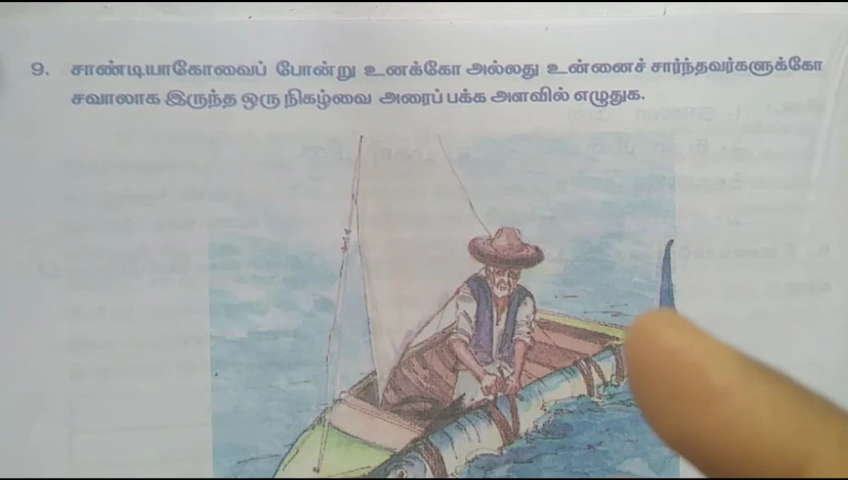 9. சாண்டியாகோவைப் போன்று உனக்கோ அல்லது உன்னைச் சார்ந்தவர்களுக்கோ
சவாலாக இருந்த ஒரு நிகழ்வை அரைப் பக்க அளவில் எழுதுக.